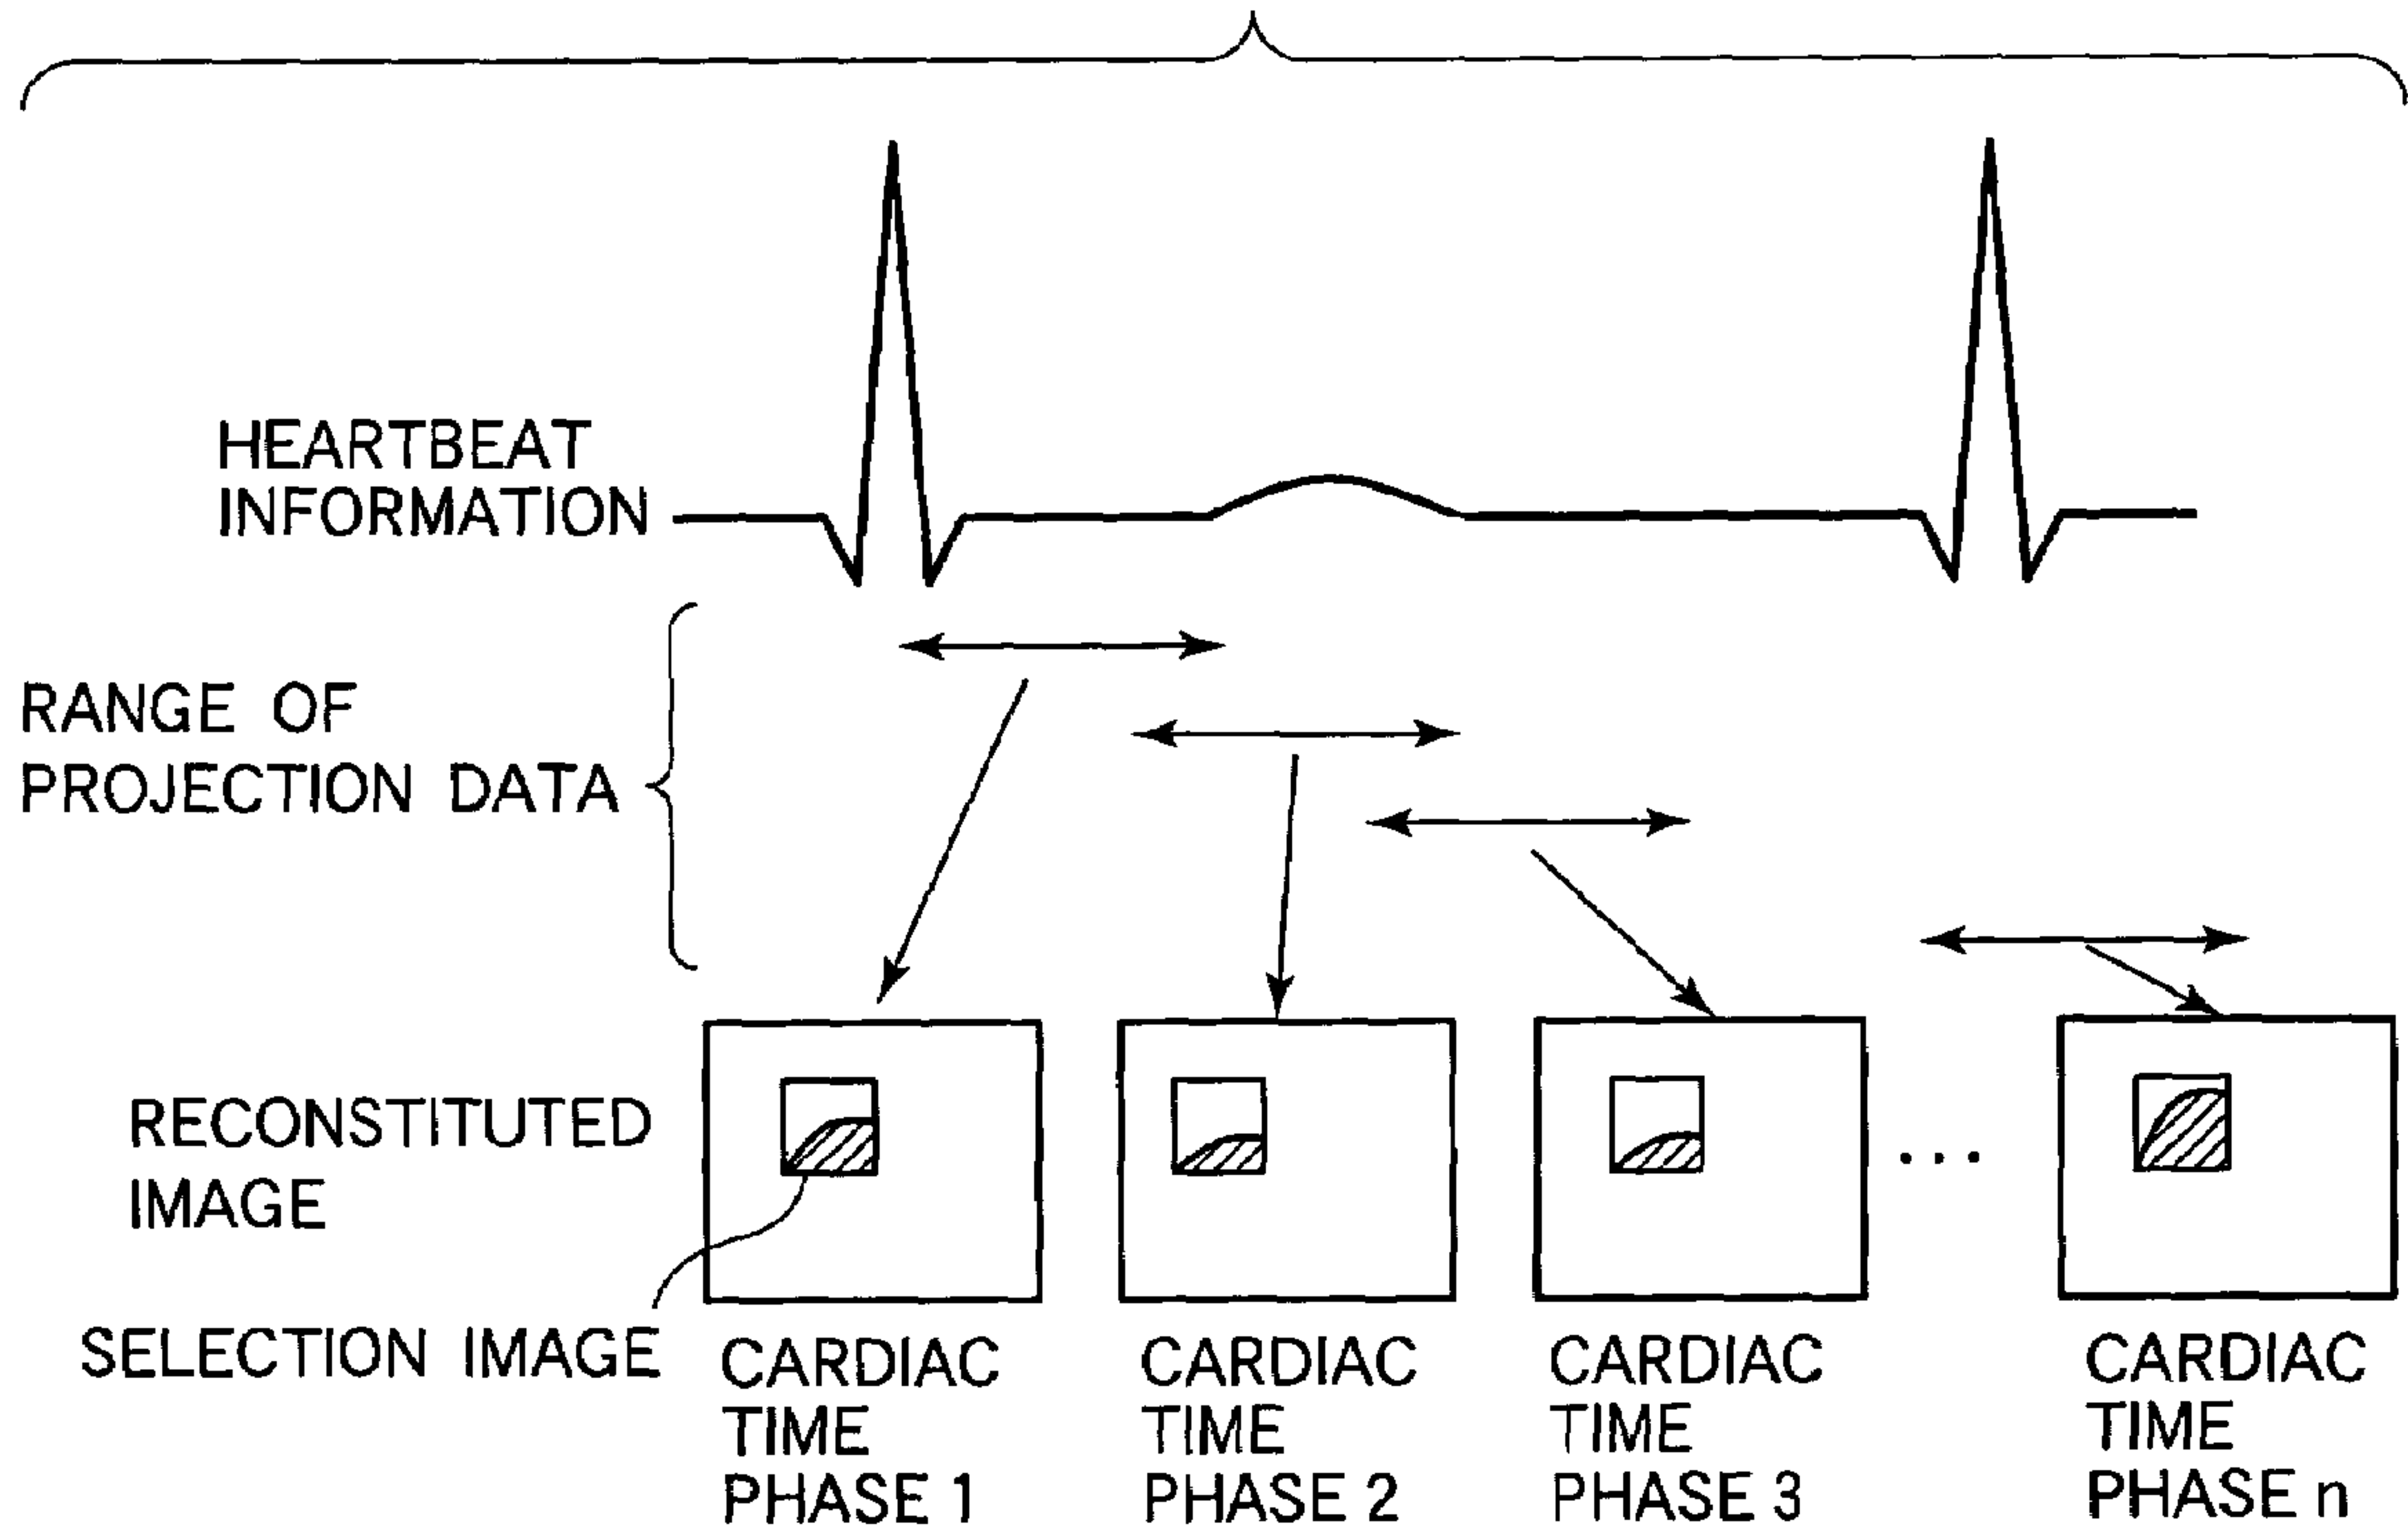 HEARTBEAT
INFORMATION
RANGE OF
PROJECTION DATA
RECONSTITUTED
IMAGE
...
SELECTION IMAGE
CARDIAC
TIME
PHASE 1
CARDIAC
TIME
PHASE 2
CARDIAC
TIME
PHASE 3
CARDIAC
TIME
PHASE n